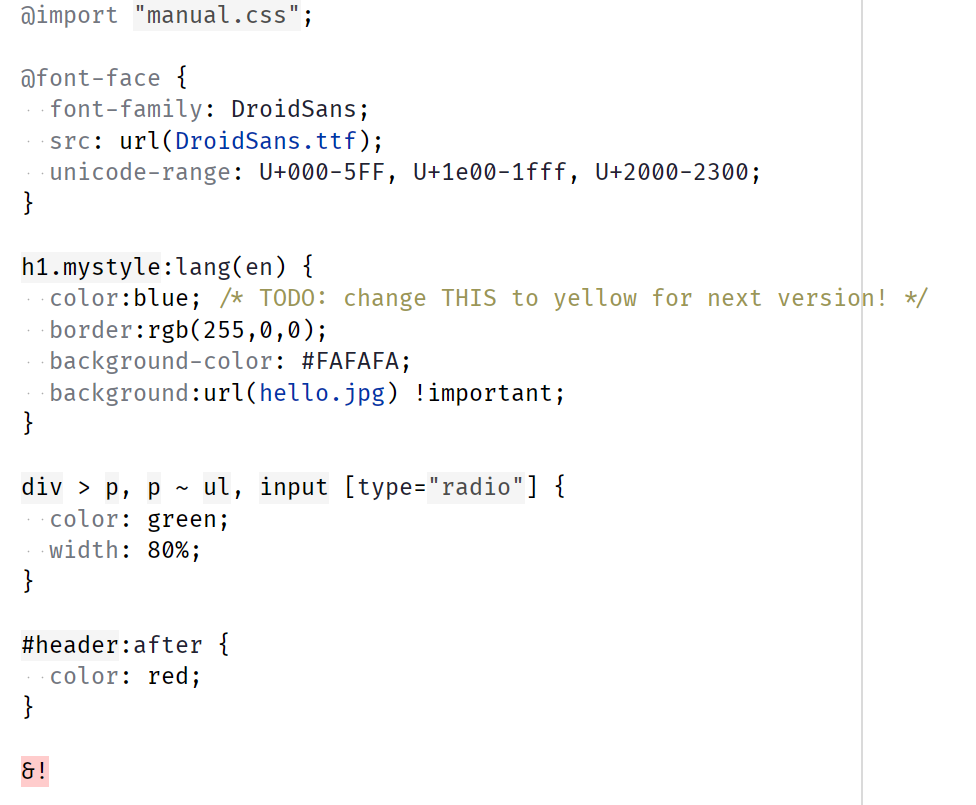 @import "manual.css";

@font-face {
  font-family: DroidSans;
  src: url(DroidSans.ttf);
  unicode-range: U+000-5FF, U+1e00-1fff, U+2000-2300;
}

h1.mystyle:lang(en) {
  color:blue; /* TODO: change THIS to yellow for next version! */
  border:rgb(255,0,0);
  background-color: #FAFAFA;
  background:url(hello.jpg) !important;
}

div > p, p ~ ul, input [type="radio"] {
  color: green;
  width: 80%;
}

#header:after {
  color: red;
}

&!